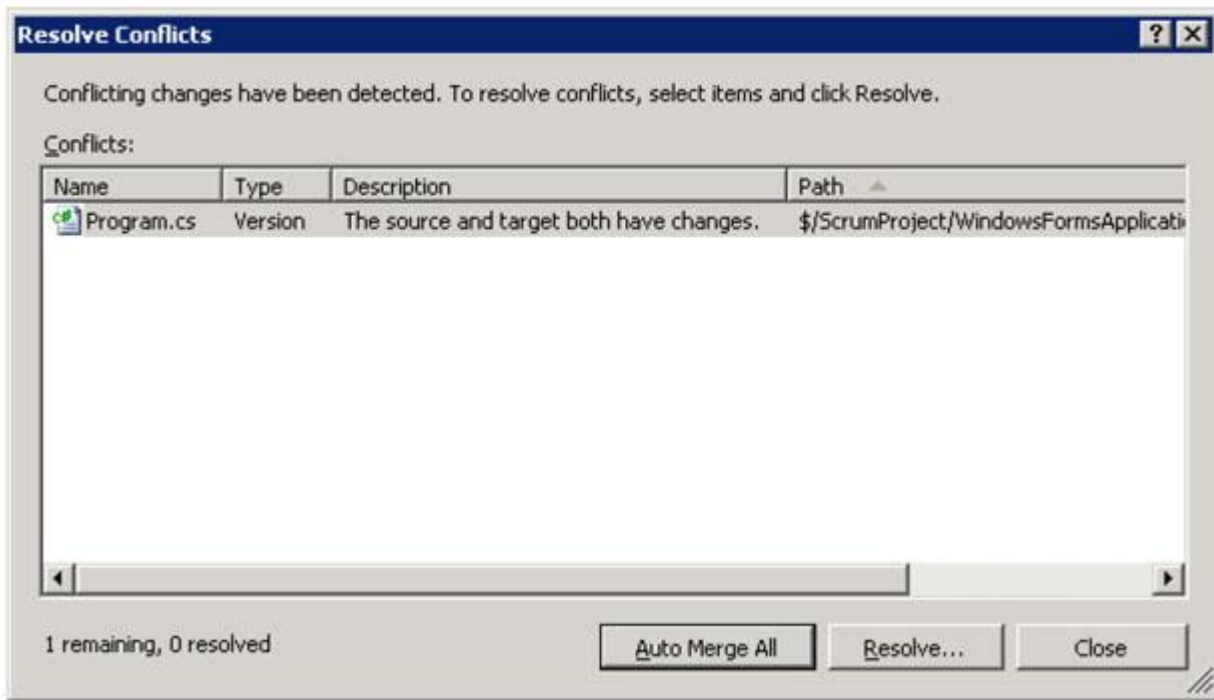 Resolve Conflicts
Conflicting changes have been detected. To resolve conflicts, select items and click Resolve.
Conflicts:
Name Type Description Path
Program.cs Version The source and target both have changes. $/ScrumProject/WindowsFormsApplicati
1 remaining, 0 resolved Auto Merge All Resolve... Close